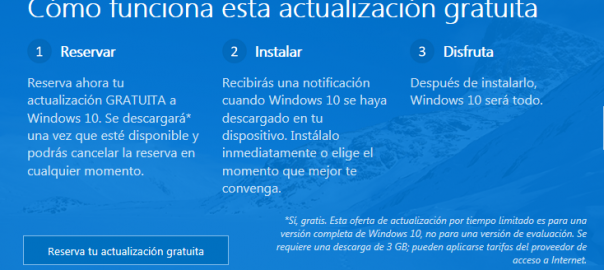 Cómo funciona esta actualización gratuita
1 Reservar
Reserva ahora tu
actualización GRATUITA a
Windows 10. Se descargará*
una vez que esté disponible y
podrás cancelar la reserva en
cualquier momento.
2 Instalar
Recibirás una notificación
cuando Windows 10 se haya
descargado en tu
dispositivo. Instálalo
inmediatamente o elige el
momento que mejor te
convenga.
3 Disfruta
Después de instalarlo,
Windows 10 será todo.
*Sí, gratis. Esta oferta de actualización por tiempo limitado es para una
versión completa de Windows 10, no para una versión de evaluación. Se
requiere una descarga de 3 GB; pueden aplicarse tarifas del proveedor de
acceso a Internet.
Reserva tu actualización gratuita